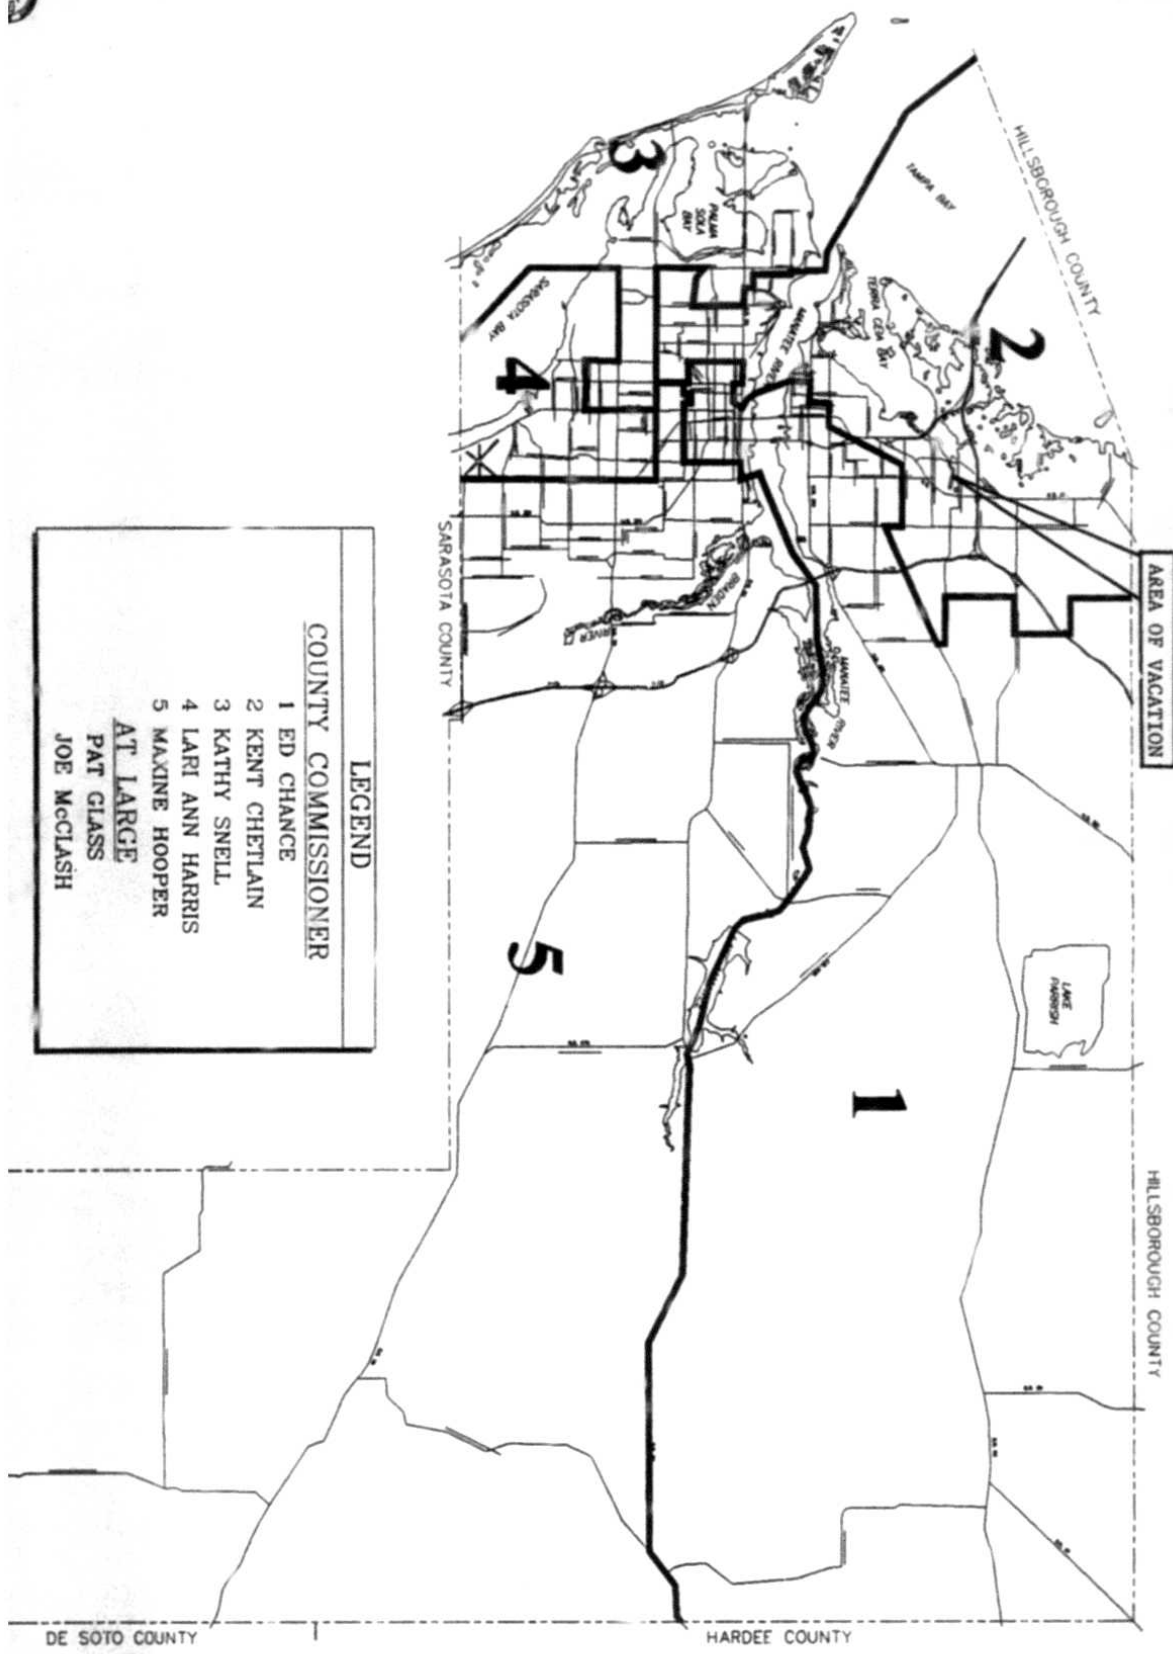 HILLSBOROUGH COUNTY
TAMPA BAY
3
PALMA
SOLA
BAY
TERRA CEIA BAY
2
MANATEE RIVER
SARASOTA BAY
4
AREA OF VACATION
SARASOTA COUNTY
BRADEN
RIVER
MANATEE
RIVER
5
LAKE
PARRISH
1
HILLSBOROUGH COUNTY
LEGEND
COUNTY COMMISSIONER
1 ED CHANCE
2 KENT CHETLAIN
3 KATHY SNELL
4 LARI ANN HARRIS
5 MAXINE HOOPER
AT LARGE
PAT GLASS
JOE McCLASH
DE SOTO COUNTY
HARDEE COUNTY